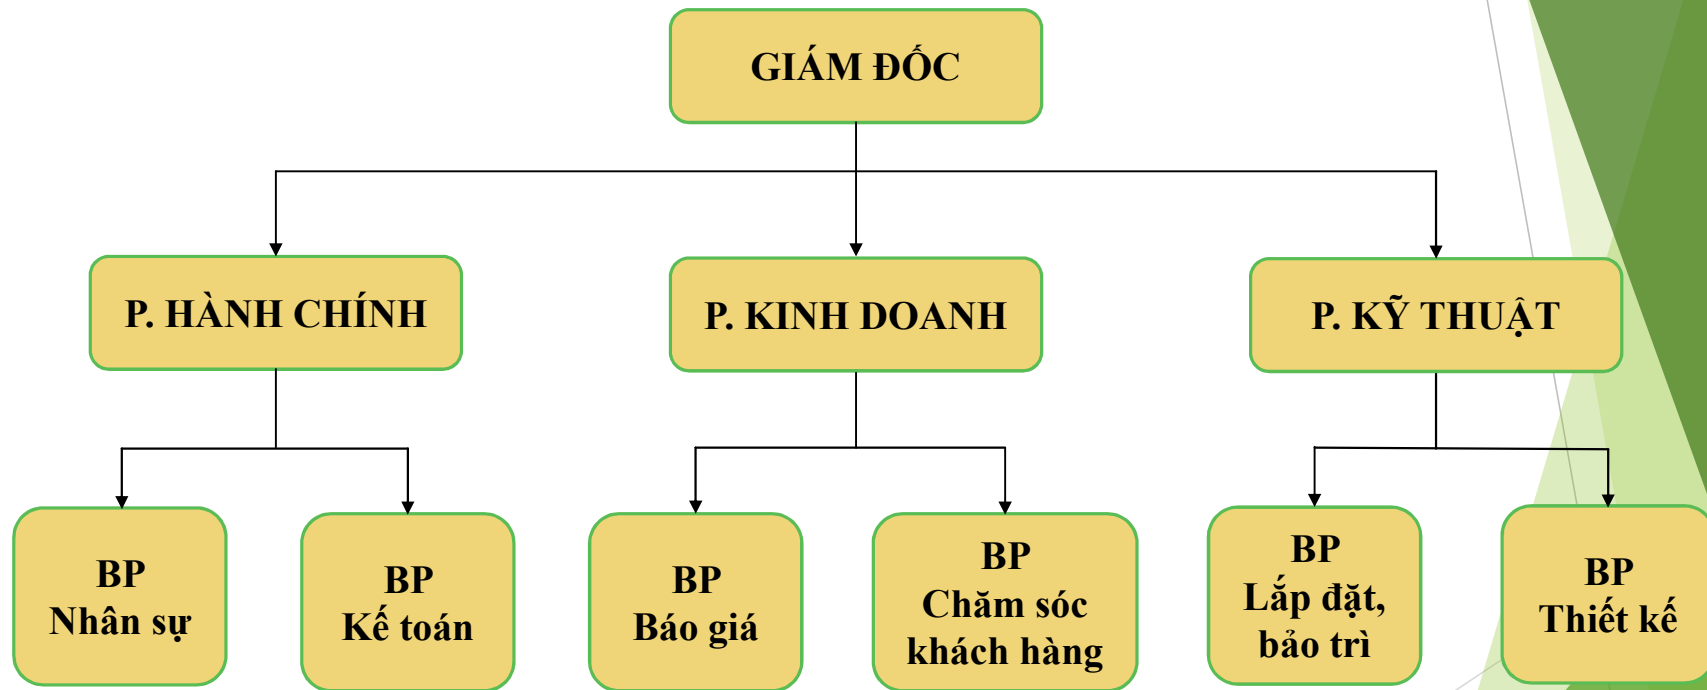 GIÁM ĐỐC
P. HÀNH CHÍNH
P. KINH DOANH
P. KỸ THUẬT
BP
Nhân sự
BP
Kế toán
BP
Báo giá
BP
Chăm sóc
khách hàng
BP
Lắp đặt,
bảo trì
BP
Thiết kế